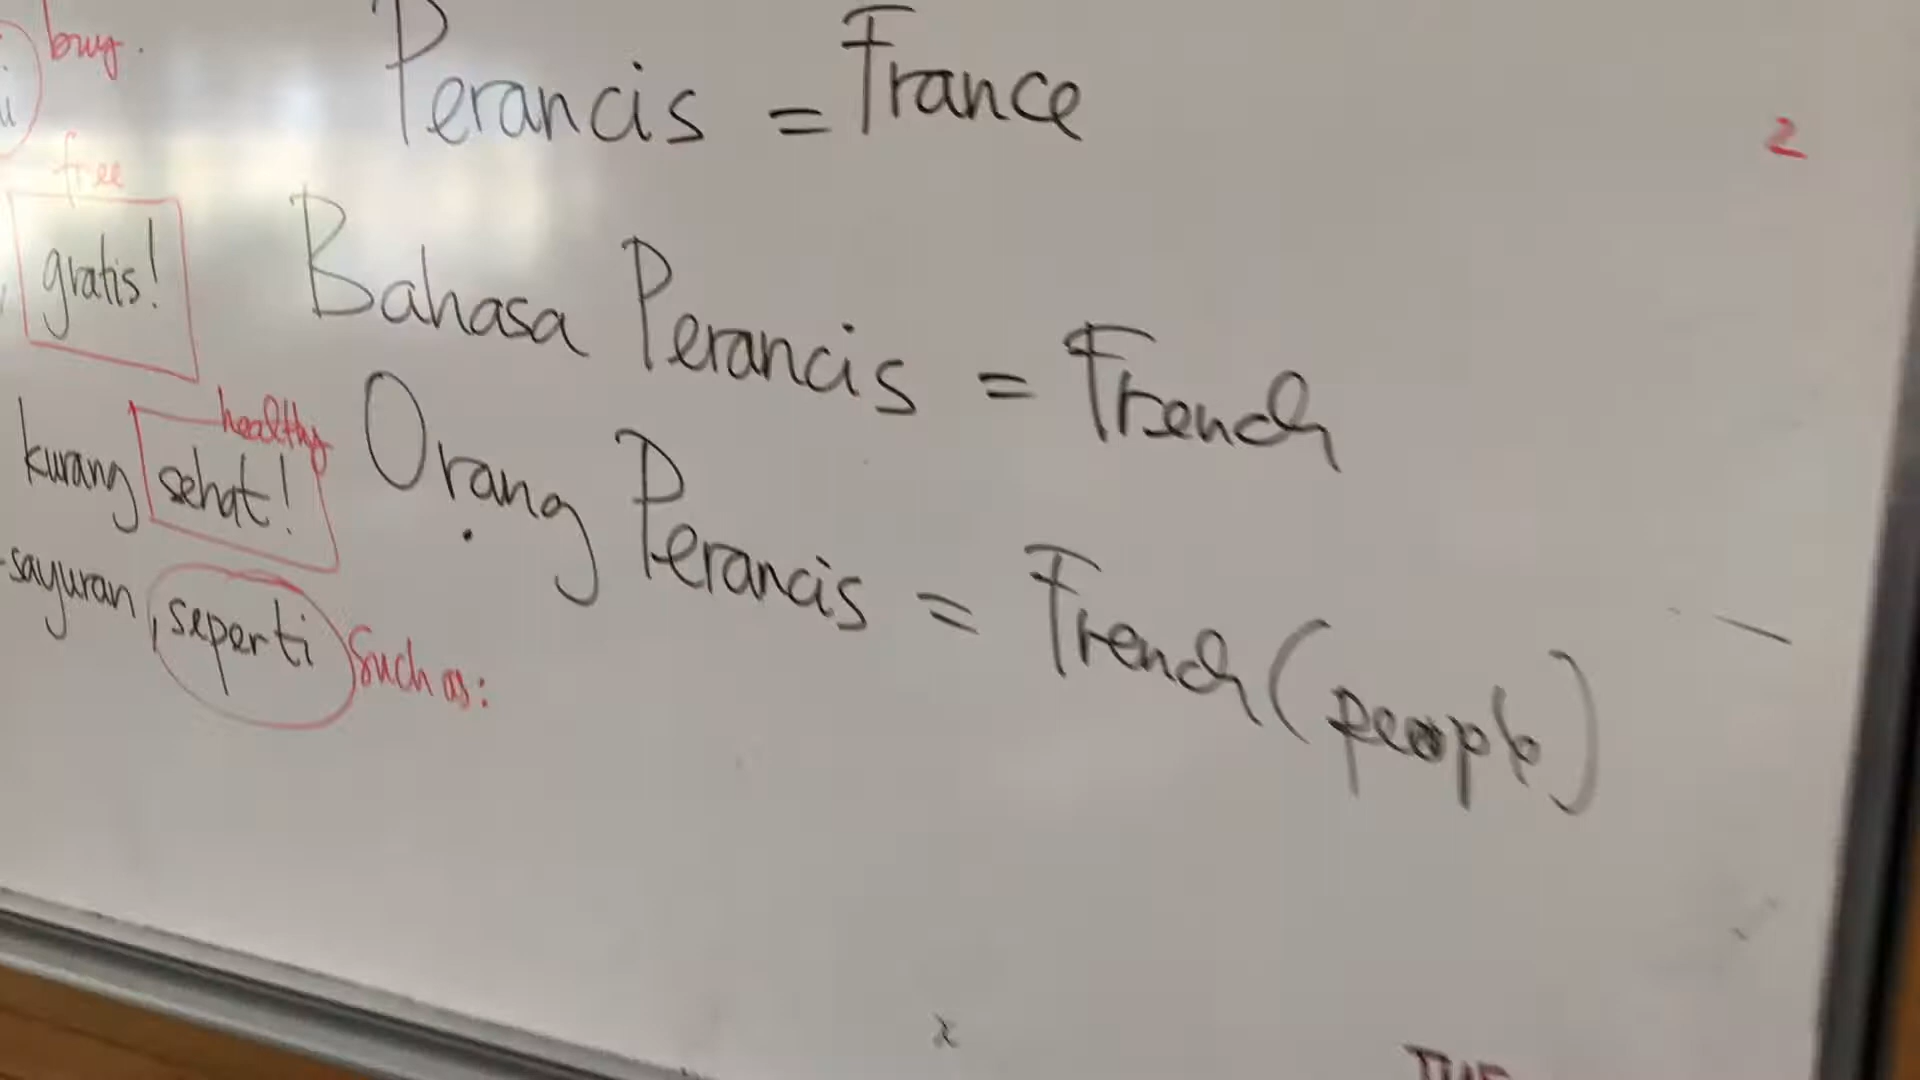 buy.
Perancis = France
2
free
gratis!
Bahasa Perancis = French
healthy
kurang sehat!
Orang Perancis = French (people)
sayuran, seperti such as: